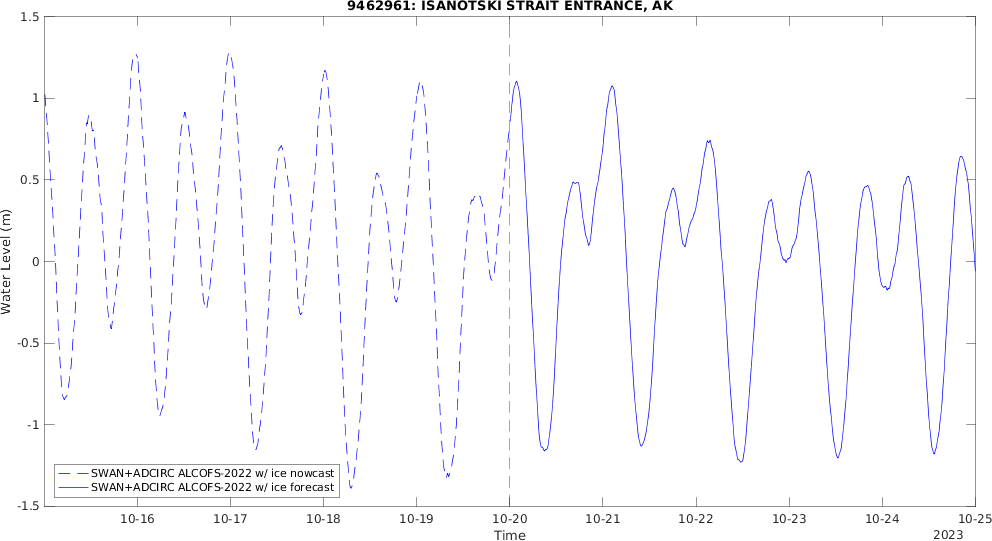 9462961: ISANOTSKI STRAIT ENTRANCE, AK
1.5
1
0.5
0
-0.5
-1
-1.5
Water Level (m)
SWAN+ADCIRC ALCOFS-2022 w/ ice nowcast
SWAN+ADCIRC ALCOFS-2022 w/ ice forecast
10-16 10-17 10-18 10-19 10-20 10-21 10-22 10-23 10-24 10-25
Time
2023